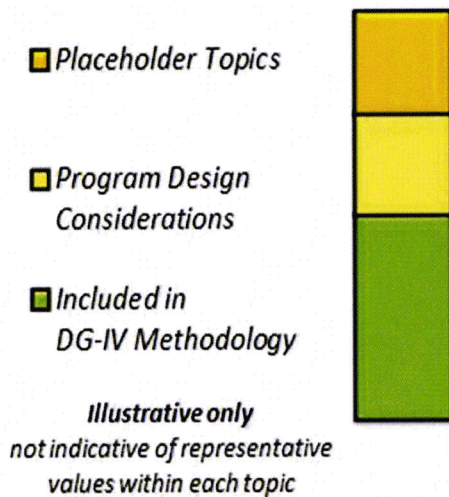 Placeholder Topics
Program Design
Considerations
Included in
DG-IV Methodology
Illustrative only
not indicative of representative
values within each topic